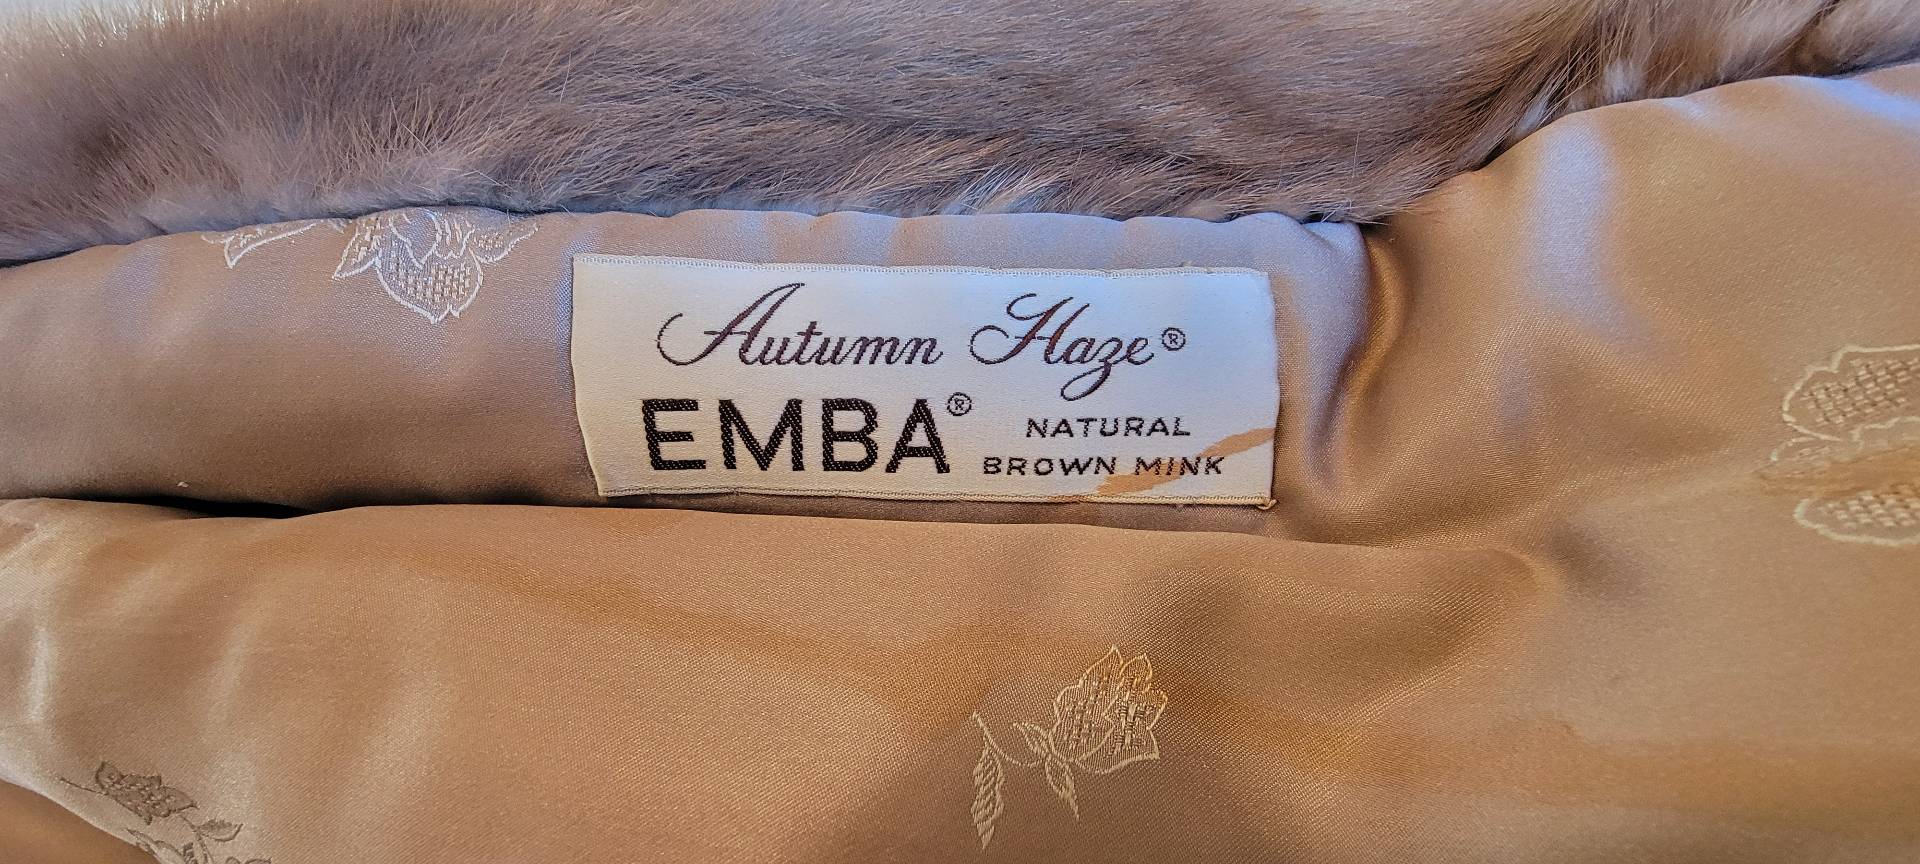 Autumn Haze®
EMBA® NATURAL
BROWN MINK